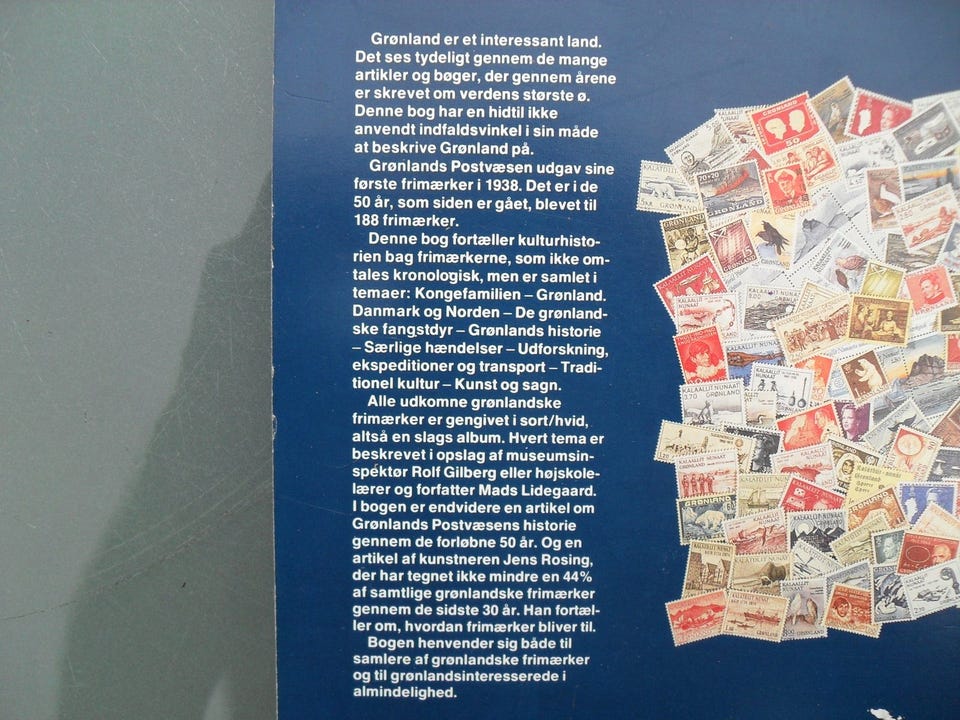 Grønland er et interessant land.
Det ses tydeligt gennem de mange
artikler og bøger, der gennem årene
er skrevet om verdens største ø.
Denne bog har en hidtil ikke
anvendt indfaldsvinkel i sin måde
at beskrive Grønland på.
Grønlands Postvæsen udgav sine
første frimærker i 1938. Det er i de
50 år, som siden er gået, blevet til
188 frimærker.
Denne bog fortæller kulturhisto-
rien bag frimærkerne, som ikke om-
tales kronologisk, men er samlet i
temaer: Kongefamilien – Grønland.
Danmark og Norden – De grønland-
ske fangstdyr – Grønlands historie
– Særlige hændelser – Udforskning,
ekspeditioner og transport – Tradi-
tionel kultur – Kunst og sagn.
Alle udkomne grønlandske
frimærker er gengivet i sort/hvid,
altså en slags album. Hvert tema er
beskrevet i opslag af museumsin-
spektør Rolf Gilberg eller højskole-
lærer og forfatter Mads Lidegaard.
I bogen er endvidere en artikel om
Grønlands Postvæsens historie
gennem de forløbne 50 år. Og en
artikel af kunstneren Jens Rosing,
der har tegnet ikke mindre en 44%
af samtlige grønlandske frimærker
gennem de sidste 30 år. Han fortæl-
ler om, hvordan frimærker bliver til.
Bogen henvender sig både til
samlere af grønlandske frimærker
og til grønlandsinteresserede i
almindelighed.